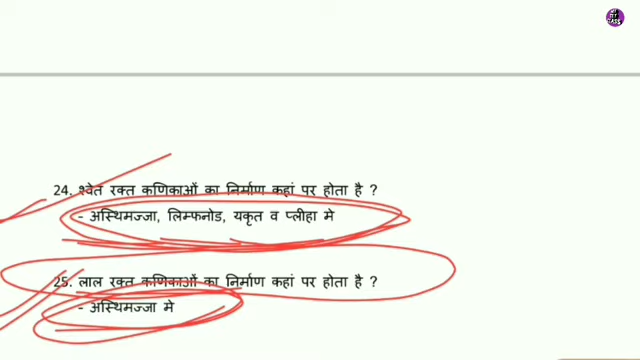 24. श्वेत रक्त कणिकाओं का निर्माण कहां पर होता है ?
- अस्थिमज्जा, लिम्फनोड, यकृत व प्लीहा मे
25. लाल रक्त कणिकाओं का निर्माण कहां पर होता है ?
- अस्थिमज्जा मे